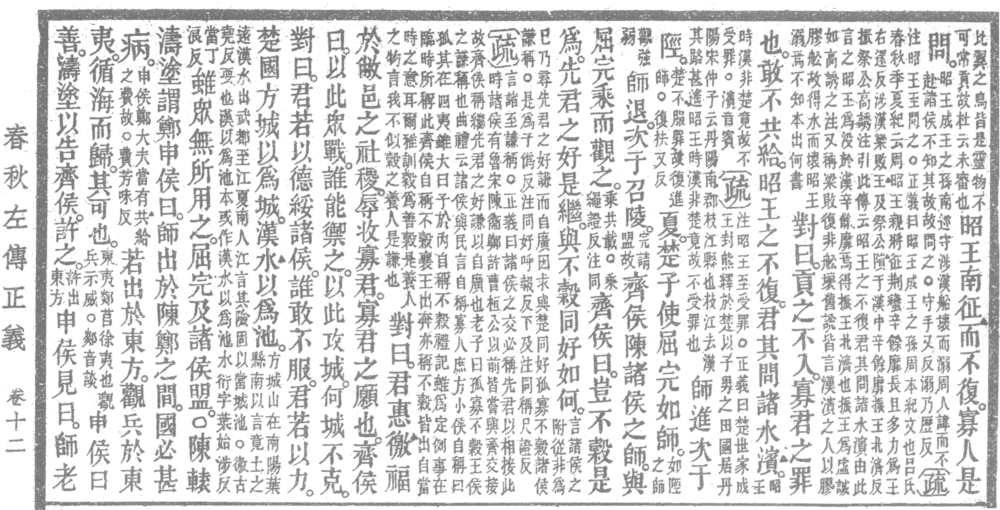 比翼之鳥皆是靈物不
可常貢故杜云未審也
昭王南征而不復。寡人是
問。
昭王成王之孫南巡守涉漢船壞而溺周人諱而不
赴諸侯不知其故故問之○守手又反溺乃歷反
疏
注昭王至問之○正義曰昭王成王之孫周本紀文也呂氏
春秋季夏紀云周昭王親將征荊蠻辛餘靡長且多力爲王
右還反涉漢梁敗王及祭公隕于漢中辛餘靡振王北濟反
振祭公高誘注引此傳云昭王之不復君其問諸水濱由此
言之昭王爲沒於漢辛餘靡焉得振王北濟也振王爲虛誠
如高誘之注又稱梁敗復非舩壞舊說皆言漢濱之人以膠
膠舩故得水而壞昭王
溺焉不知本出何書
對曰。貢之不入。寡君之罪
也。敢不共給。昭王之不復。君其問諸水濱。
昭
王
時漢非楚竟故不
受罪○濱音賓
疏
注昭王至受罪○正義曰楚世家成
王封熊繹於楚以子男之田國居丹
陽宋仲子云丹陽南郡枝江縣也枝江去漢
其路甚遙昭王時漢非楚竟故不受罪也
師進次于
陘。
楚不服罪故復進
師○復扶又反
夏。楚子使屈完如師。
如陘
之師
觀強
弱
師退。次于召陵。
完請
盟故
齊侯陳諸侯之師。與
屈完乘而觀之。
乘共載○乘
繩證反注同
齊侯曰。豈不穀是
爲。先君之好是繼。與不穀同好如何。
言諸侯之
附從非爲
已乃尋先君之好謙而自廣因求與楚同好孤寡不穀諸侯
謙稱○是爲于僞反注同好呼報反下及注同稱尺證反
疏
言諸至謙稱○正義曰諸侯之交必稱先君以相接此
時諸侯有魯宋陳衞鄭許曹桓公以前皆嘗與齊交接
故齊侯稱繼先君之好謙以自廣也老子曰孤寡不穀王侯
之謙稱也曲禮云諸侯與民言自稱寡人庶方小侯自稱曰
孤其在四夷雖大曰子於內自稱不穀禮記雖爲定例事在
臨時所稱此齊侯自稱不穀襄王出奔亦稱不穀皆出自當
時之意耳爾雅訓穀爲善穀是養人
之物言我不似穀之養人是謙也
對曰。君惠徼福
於敝邑之社稷。辱收寡君。寡君之願也。齊侯
曰。以此眾戰。誰能禦之。以此攻城。何城不克。
對曰。君若以德綏諸侯。誰敢不服。君若以力。
楚國方城以爲城。漢水以爲池。
方城山在南陽葉
縣南以言竟土之
遠漢水出武都至江夏南入江言其險固以當城池○徼古
堯反要也漢以爲池本或作漢水以爲池水衍字葉始涉反
當丁
浪反
雖眾無所用之。屈完及諸侯盟。○陳轅
濤塗謂鄭申侯曰。師出於陳鄭之間。國必甚
病。
申侯鄭大夫當有共給
之費故○費芳味反
若出於東方。觀兵於東
夷。循海而歸。其可也。
東夷郯莒徐夷也觀
兵示威○郯音談
申侯曰
善。濤塗以告齊侯。許之。
許出
東方
申侯見曰。師老
春秋左傳正義　卷十二